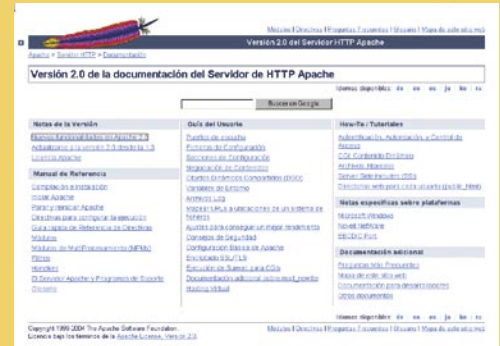 Módulos | Directivas | Preguntas Frecuentes | Glosario | Mapa de este sitio web
Versión 2.0 del Servidor HTTP Apache
Apache > Servidor HTTP > Documentación
Versión 2.0 de la documentación del Servidor de HTTP Apache
Idiomas disponibles: de en es ja ko ru
Buscar en Google
Notas de la Versión
Nuevas funcionalidades en Apache 2.0
Actualizarse a la versión 2.0 desde la 1.3
Licencia Apache
Manual de Referencia
Compilación e Instalación
Iniciar Apache
Parar y reiniciar Apache
Directivas para configurar la ejecución
Guía rápida de Referencia de Directivas
Módulos
Módulos de MultiProcesamiento (MPMs)
Filtros
Handlers
El Servidor Apache y Programas de Soporte
Glosario
Guía del Usuario
Puertos de escucha
Ficheros de Configuración
Secciones de Configuración
Negociación de Contenidos
Objetos Dinámicos Compartidos (DSO)
Variables de Entorno
Archivos Log
Mapear URLs a ubicaciones de un sistema de
ficheros
Ajustes para conseguir un mejor rendimiento
Consejos de Seguridad
Configuración Básica de Apache
Encriptado SSL/TLS
Ejecución de Suexec para CGIs
Documentación adicional sobre mod_rewrite
Hosting Virtual
How-To / Tutoriales
Autentificación, Autorización, y Control de
Acceso
CGI: Contenido Dinámico
Archivos .htaccess
Server Side Includes (SSI)
Directorios web para cada usuario (public_html)
Notas específicas sobre plataformas
Microsoft Windows
Novell NetWare
EBCDIC Port
Documentación adicional
Preguntas Más Frecuentes
Mapa de este sitio web
Documentación para desarrolladores
Otros documentos
Idiomas disponibles: de en es ja ko ru
Copyright 1999-2004 The Apache Software Foundation.
Licencia bajo los términos de la Apache License, Version 2.0.
Módulos | Directivas | Preguntas Frecuentes | Glosario | Mapa de este sitio web